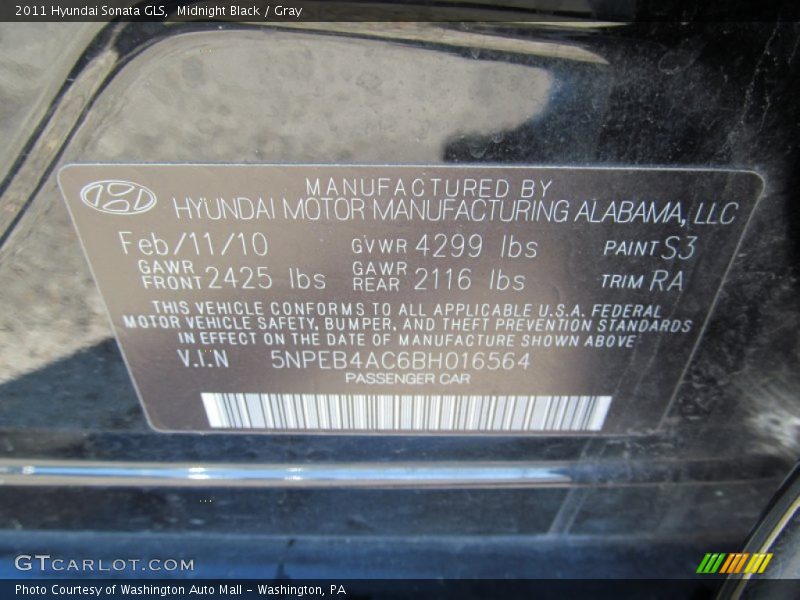 2011 Hyundai Sonata GLS, Midnight Black / Gray
MANUFACTURED BY
HYUNDAI MOTOR MANUFACTURING ALABAMA, LLC
Feb/11/10 GVWR 4299 lbs PAINT S3
GAWR FRONT 2425 lbs GAWR REAR 2116 lbs TRIM RA
THIS VEHICLE CONFORMS TO ALL APPLICABLE U.S.A. FEDERAL
MOTOR VEHICLE SAFETY, BUMPER, AND THEFT PREVENTION STANDARDS
IN EFFECT ON THE DATE OF MANUFACTURE SHOWN ABOVE
V.I.N 5NPEB4AC6BH016564
PASSENGER CAR
GTCARLOT.COM
Photo Courtesy of Washington Auto Mall - Washington, PA